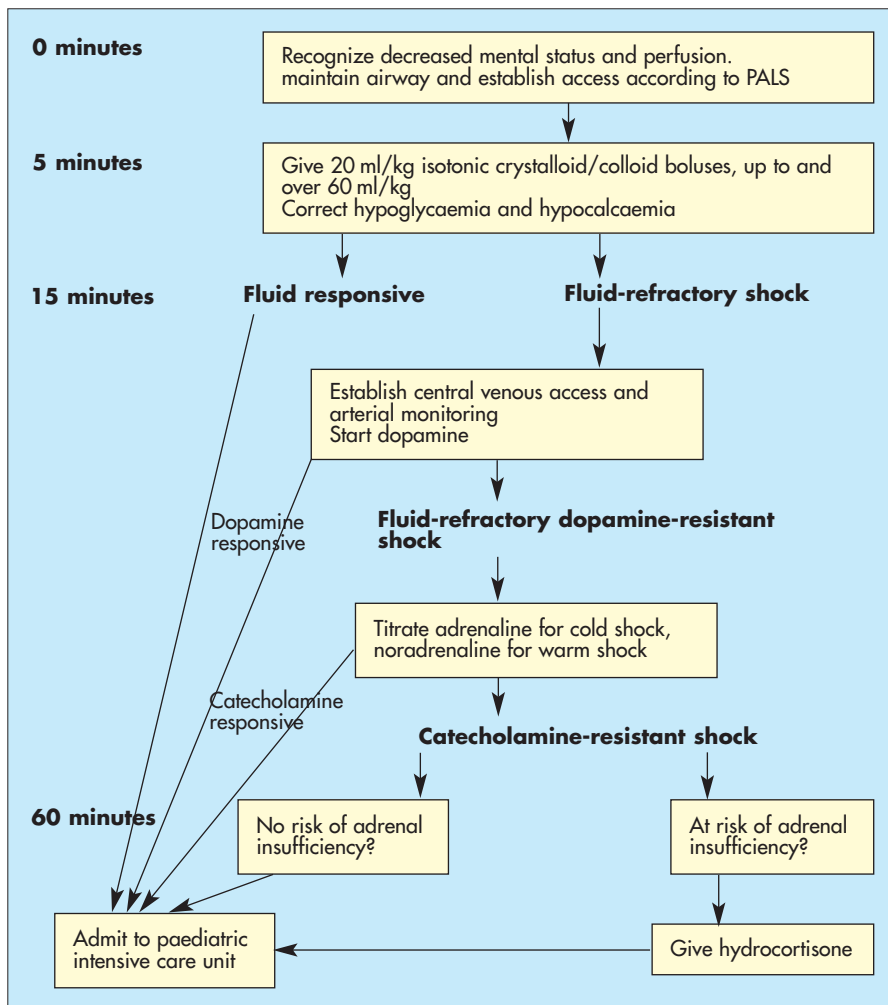 0 minutes
Recognize decreased mental status and perfusion.
maintain airway and establish access according to PALS
5 minutes
Give 20 ml/kg isotonic crystalloid/colloid boluses, up to and
over 60 ml/kg
Correct hypoglycaemia and hypocalcaemia
15 minutes
Fluid responsive
Fluid-refractory shock
Establish central venous access and
arterial monitoring
Start dopamine
Dopamine
responsive
Fluid-refractory dopamine-resistant
shock
Titrate adrenaline for cold shock,
noradrenaline for warm shock
Catecholamine
responsive
Catecholamine-resistant shock
60 minutes
No risk of adrenal
insufficiency?
At risk of adrenal
insufficiency?
Admit to paediatric
intensive care unit
Give hydrocortisone